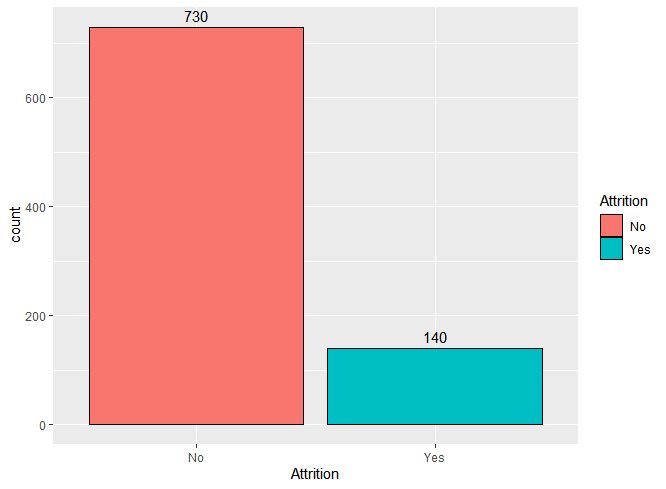 730
140
600
400
200
0
count
No
Yes
Attrition
Attrition
No
Yes